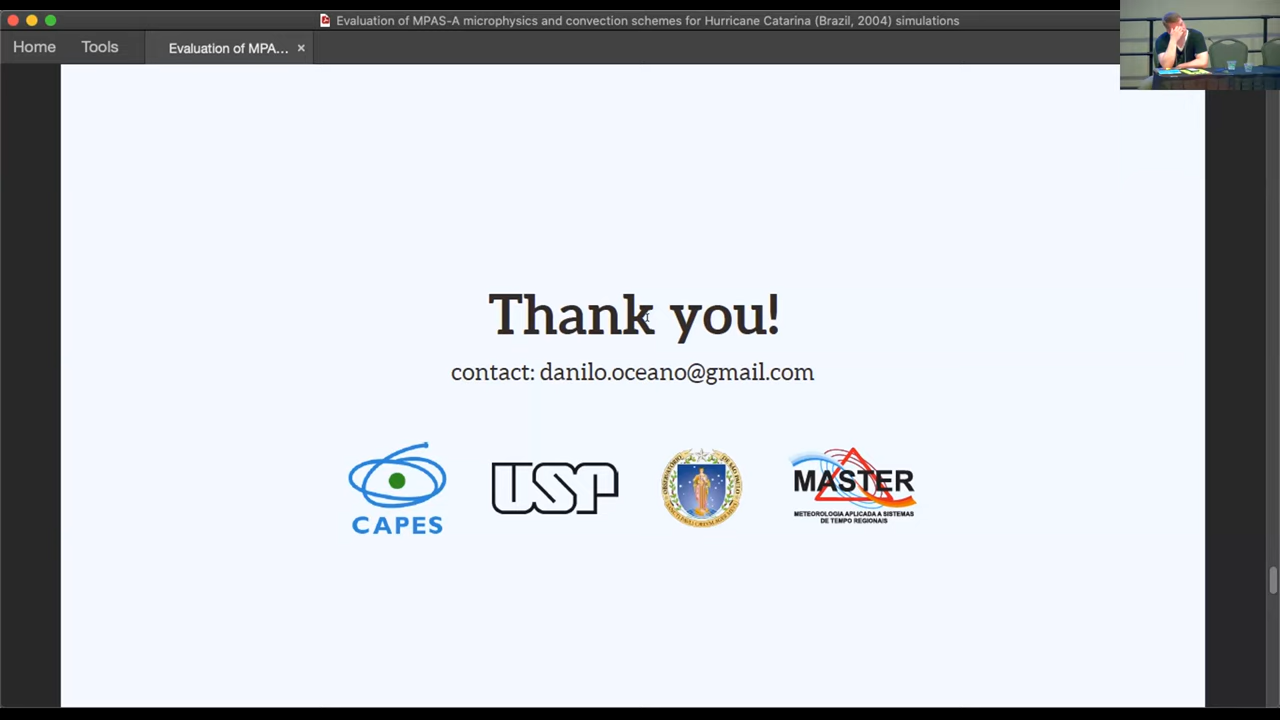 Evaluation of MPAS-A microphysics and convection schemes for Hurricane Catarina (Brazil, 2004) simulations
Home
Tools
Evaluation of MPA... ×
Thank you!
contact: danilo.oceano@gmail.com
CAPES
USP
MASTER
METEOROLOGIA APLICADA A SISTEMAS
DE TEMPO REGIONAIS